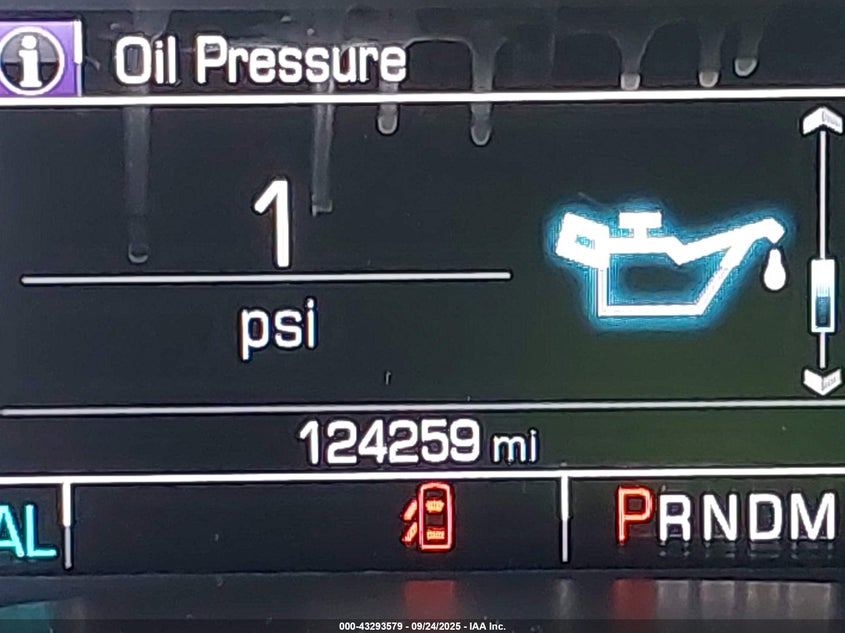 i Oil Pressure
1
psi
124259 mi
AL PRNDM
000-43293579 - 09/24/2025 - IAA Inc.